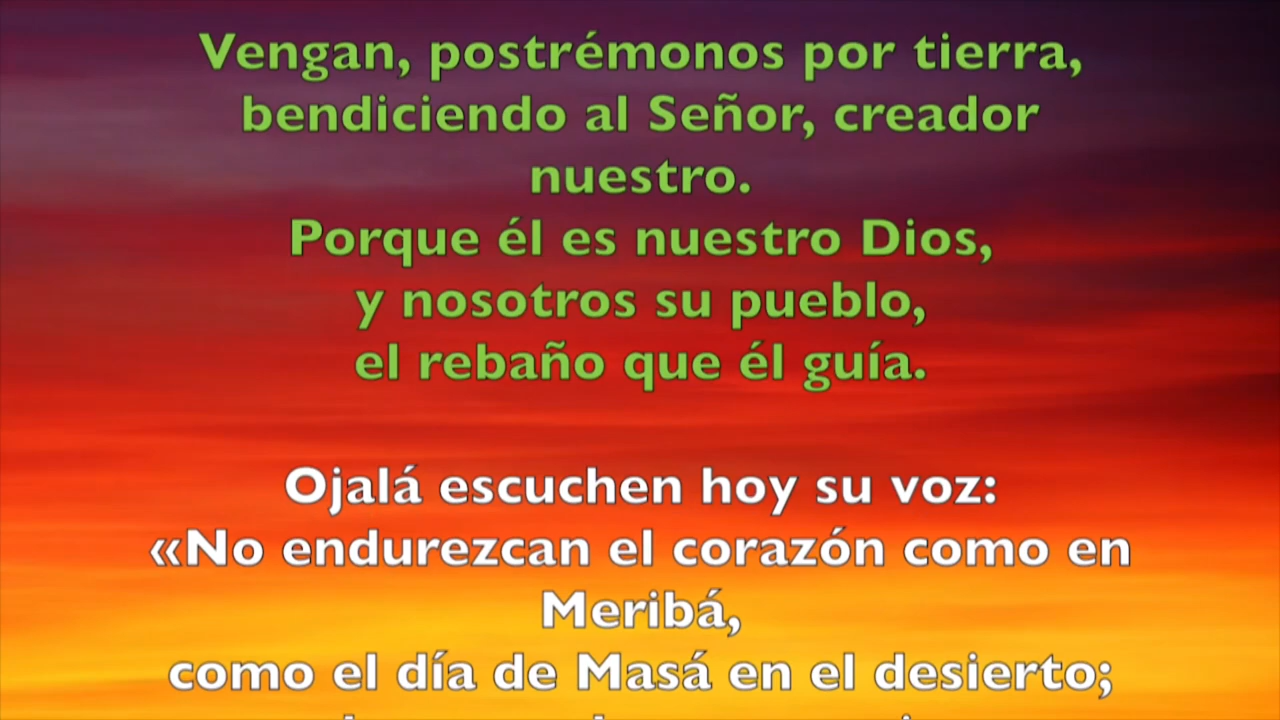 Vengan, postrémonos por tierra,
bendiciendo al Señor, creador
nuestro.
Porque él es nuestro Dios,
y nosotros su pueblo,
el rebaño que él guía.
Ojalá escuchen hoy su voz:
«No endurezcan el corazón como en
Meribá,
como el día de Masá en el desierto;